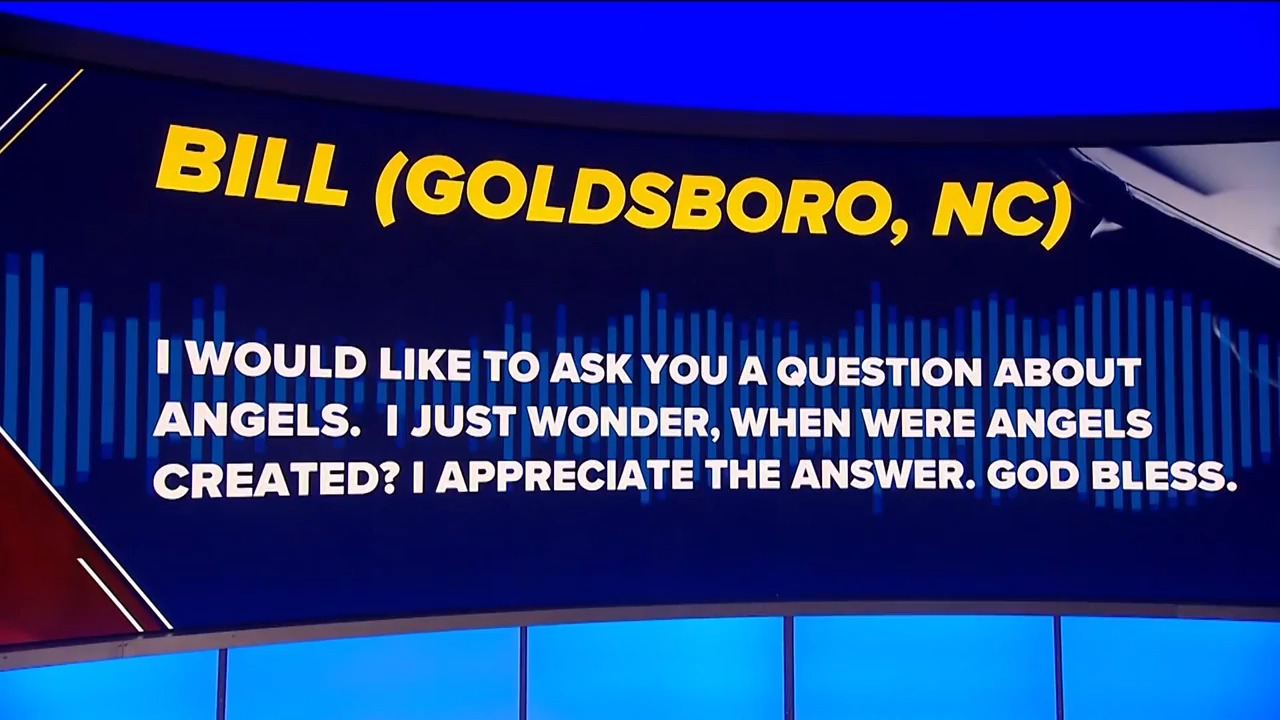 BILL (GOLDSBORO, NC)
I WOULD LIKE TO ASK YOU A QUESTION ABOUT
ANGELS.  I JUST WONDER, WHEN WERE ANGELS
CREATED? I APPRECIATE THE ANSWER. GOD BLESS.